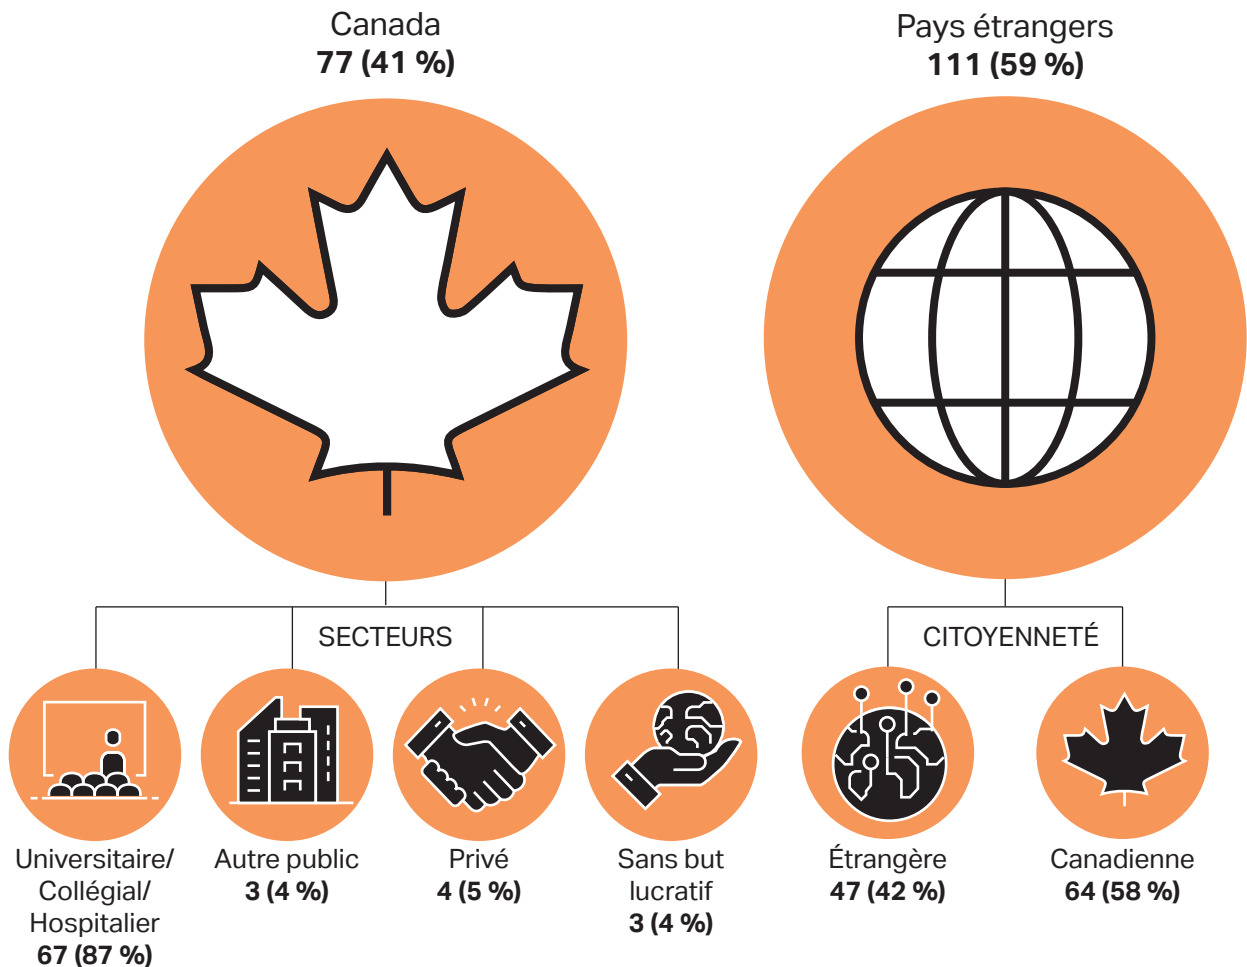 Canada
77 (41 %)
Pays étrangers
111 (59 %)
SECTEURS
CITOYENNETÉ
Universitaire/
Collégial/
Hospitalier
67 (87 %)
Autre public
3 (4 %)
Privé
4 (5 %)
Sans but
lucratif
3 (4 %)
Étrangère
47 (42 %)
Canadienne
64 (58 %)